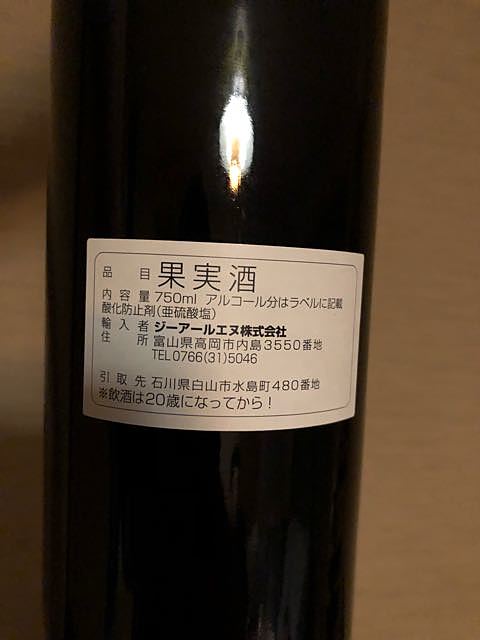 品 目 果実酒
内 容 量 750ml アルコール分はラベルに記載
酸化防止剤(亜硫酸塩)
輸 入 者 ジーアールエヌ株式会社
住 所 富山県高岡市内島3550番地
TEL 0766(31)5046
引 取 先 石川県白山市水島町480番地
※飲酒は20歳になってから!